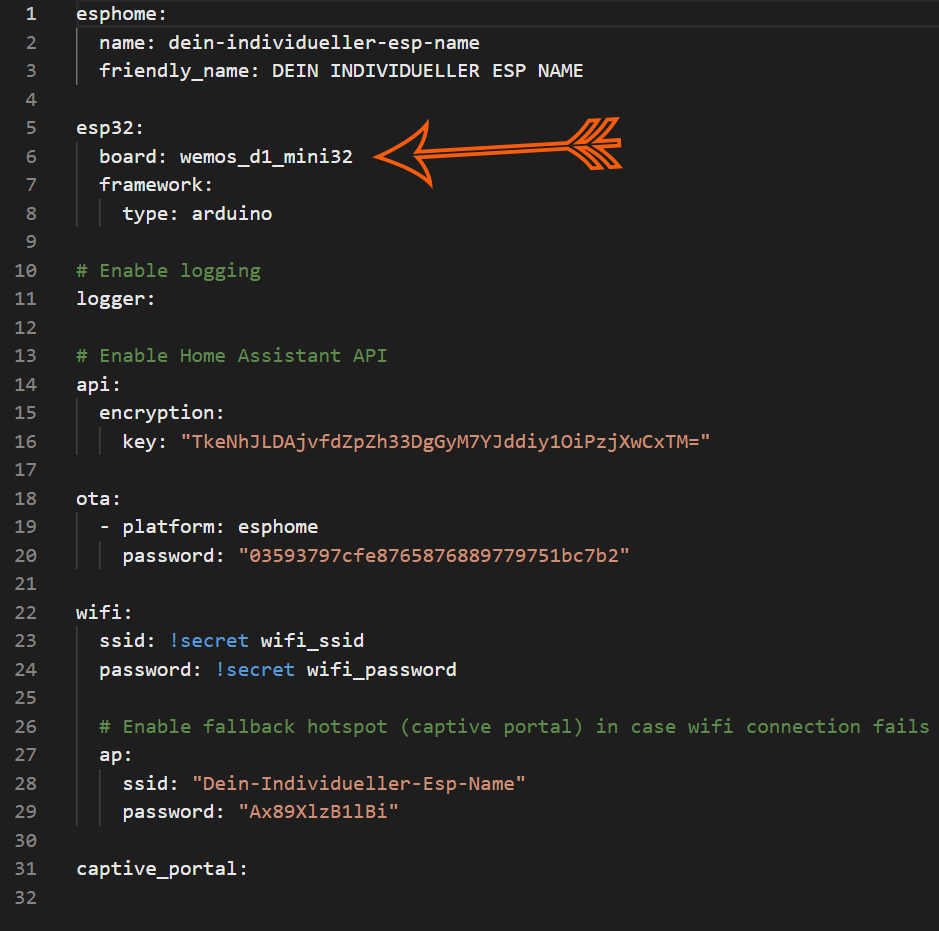 1 esphome:
2   name: dein-individueller-esp-name
3   friendly_name: DEIN INDIVIDUELLER ESP NAME
4
5 esp32:
6   board: wemos_d1_mini32
7   framework:
8     type: arduino
9
10 # Enable logging
11 logger:
12
13 # Enable Home Assistant API
14 api:
15   encryption:
16     key: "TkeNhJLDAjvfdZpZh33DgGyM7YJddiy1OiPzjXwCxTM="
17
18 ota:
19   - platform: esphome
20     password: "03593797cfe8765876889779751bc7b2"
21
22 wifi:
23   ssid: !secret wifi_ssid
24   password: !secret wifi_password
25
26   # Enable fallback hotspot (captive portal) in case wifi connection fails
27   ap:
28     ssid: "Dein-Individueller-Esp-Name"
29     password: "Ax89XlzB1lBi"
30
31 captive_portal:
32